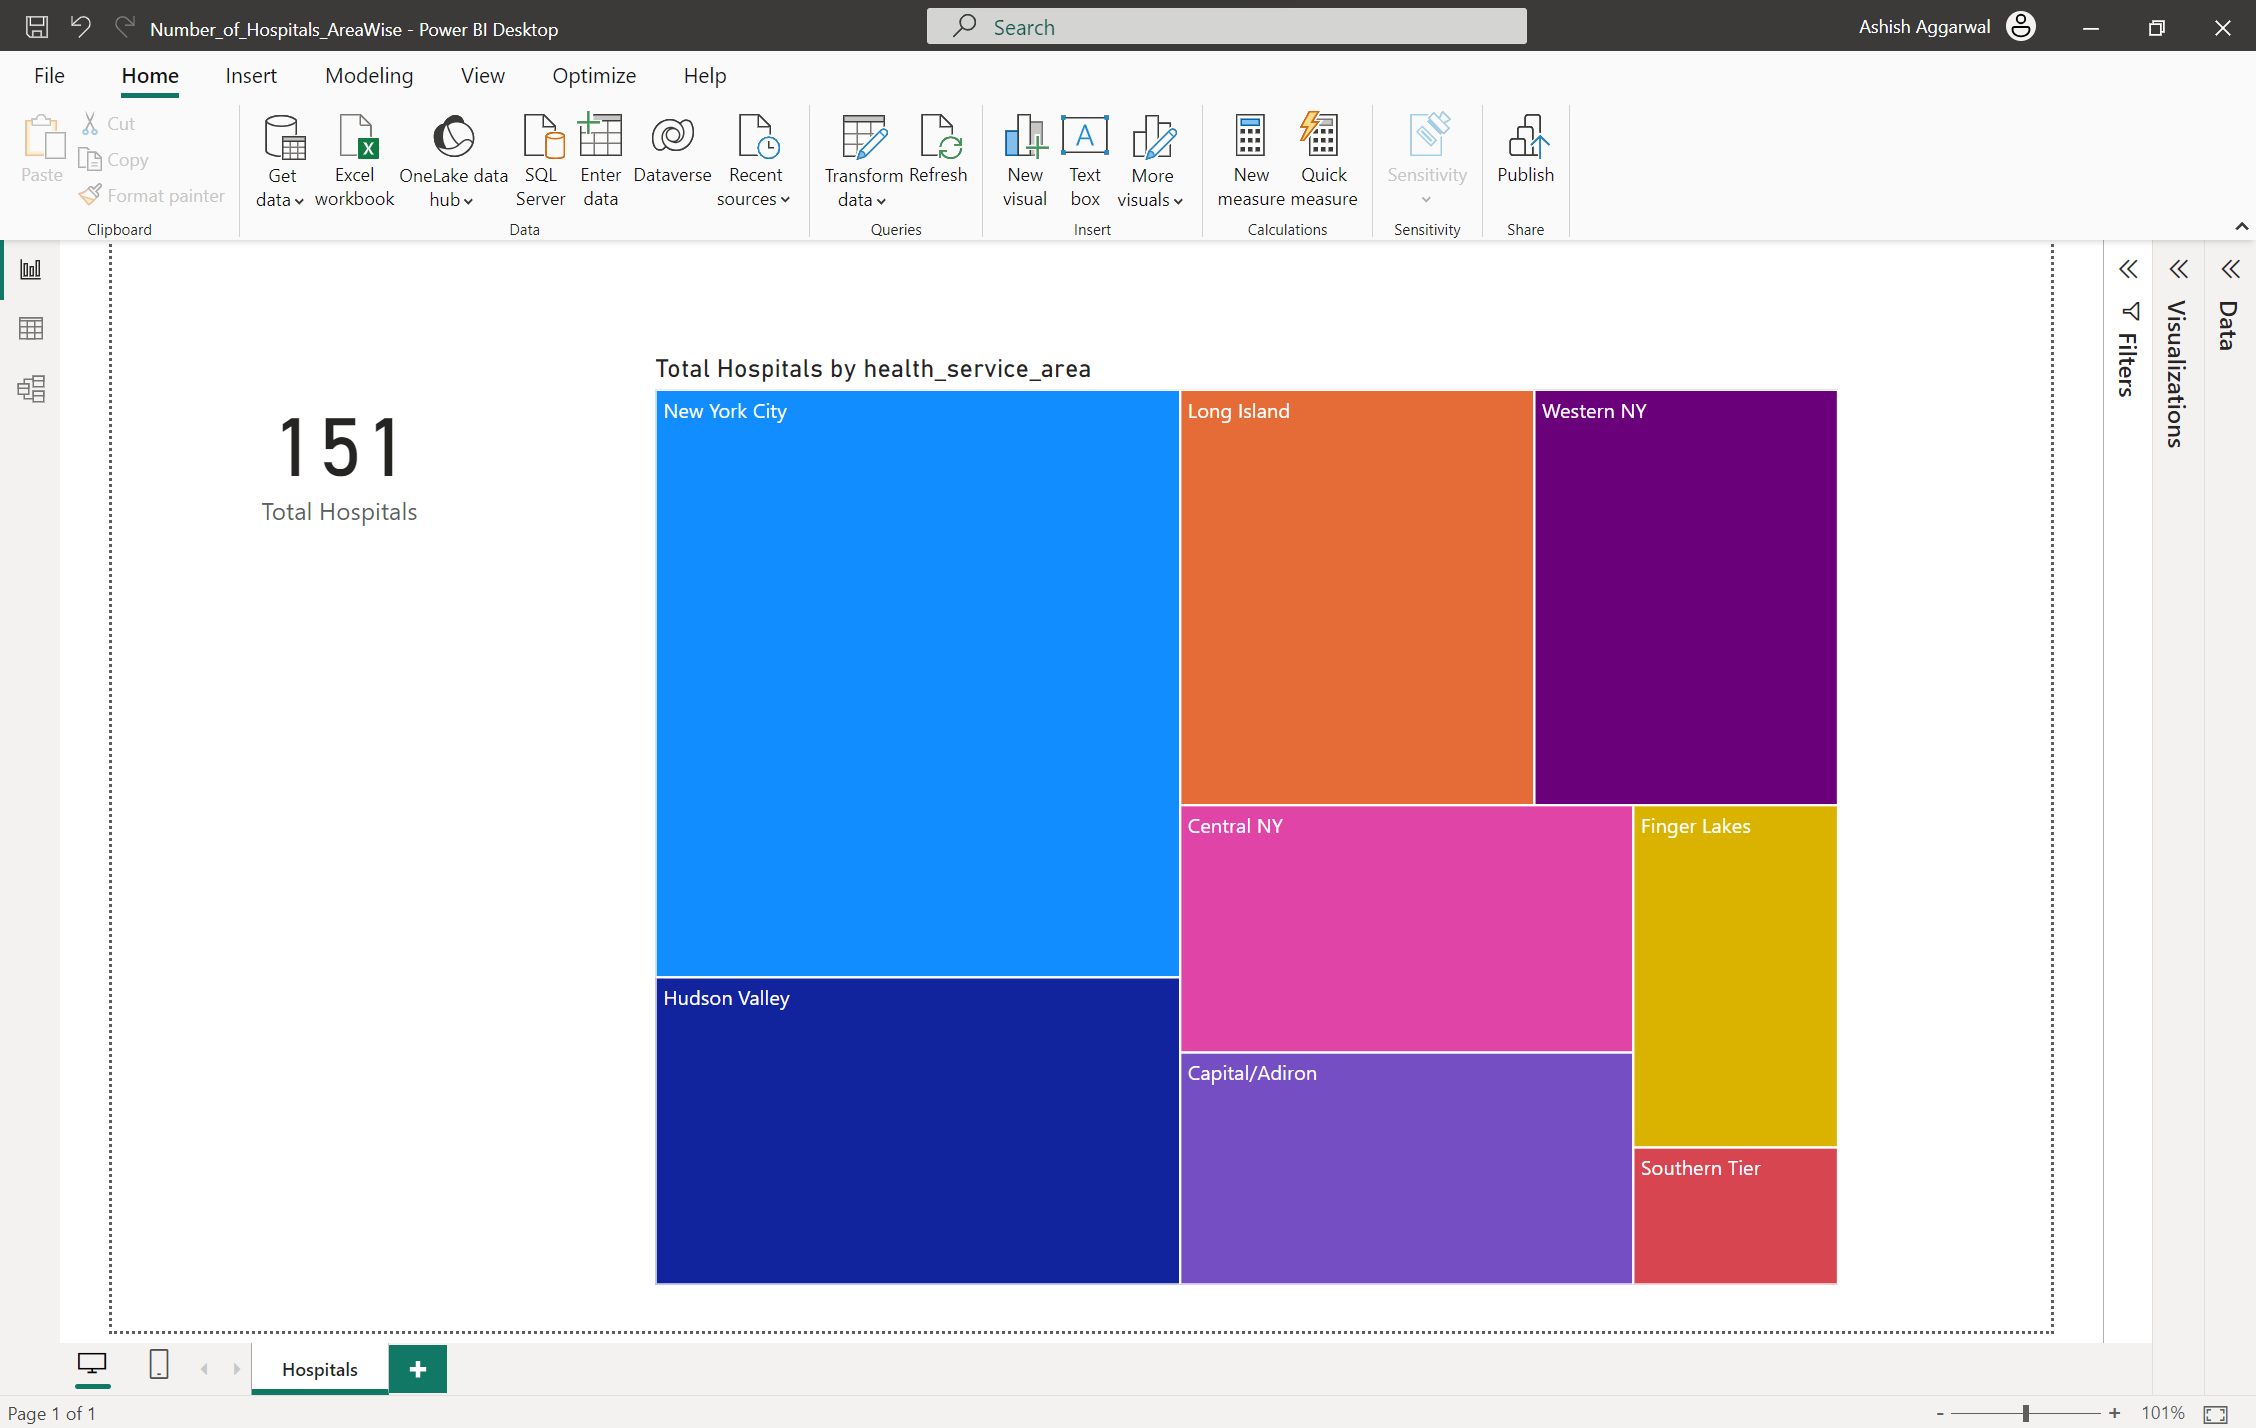 Number_of_Hospitals_AreaWise - Power BI Desktop
Search
Ashish Aggarwal
File Home Insert Modeling View Optimize Help
Paste
Cut
Copy
Format painter
Clipboard
Get data
Excel workbook
OneLake data hub
SQL Server
Enter data
Dataverse
Recent sources
Data
Transform data
Refresh
Queries
New visual
A
Text box
More visuals
Insert
New measure
Quick measure
Calculations
Sensitivity
Sensitivity
Publish
Share
151
Total Hospitals
Total Hospitals by health_service_area
New York City
Long Island
Western NY
Central NY
Finger Lakes
Hudson Valley
Capital/Adiron
Southern Tier
Filters
Visualizations
Data
Hospitals
Page 1 of 1
- + 101%